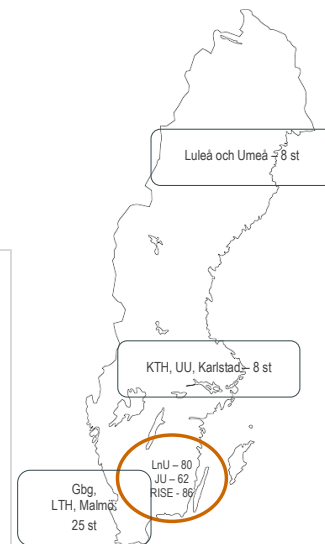 Luleå och Umeå – 8 st
KTH, UU, Karlstad – 8 st
LnU – 80
JU – 62
RISE - 86
Gbg,
LTH, Malmö,
25 st